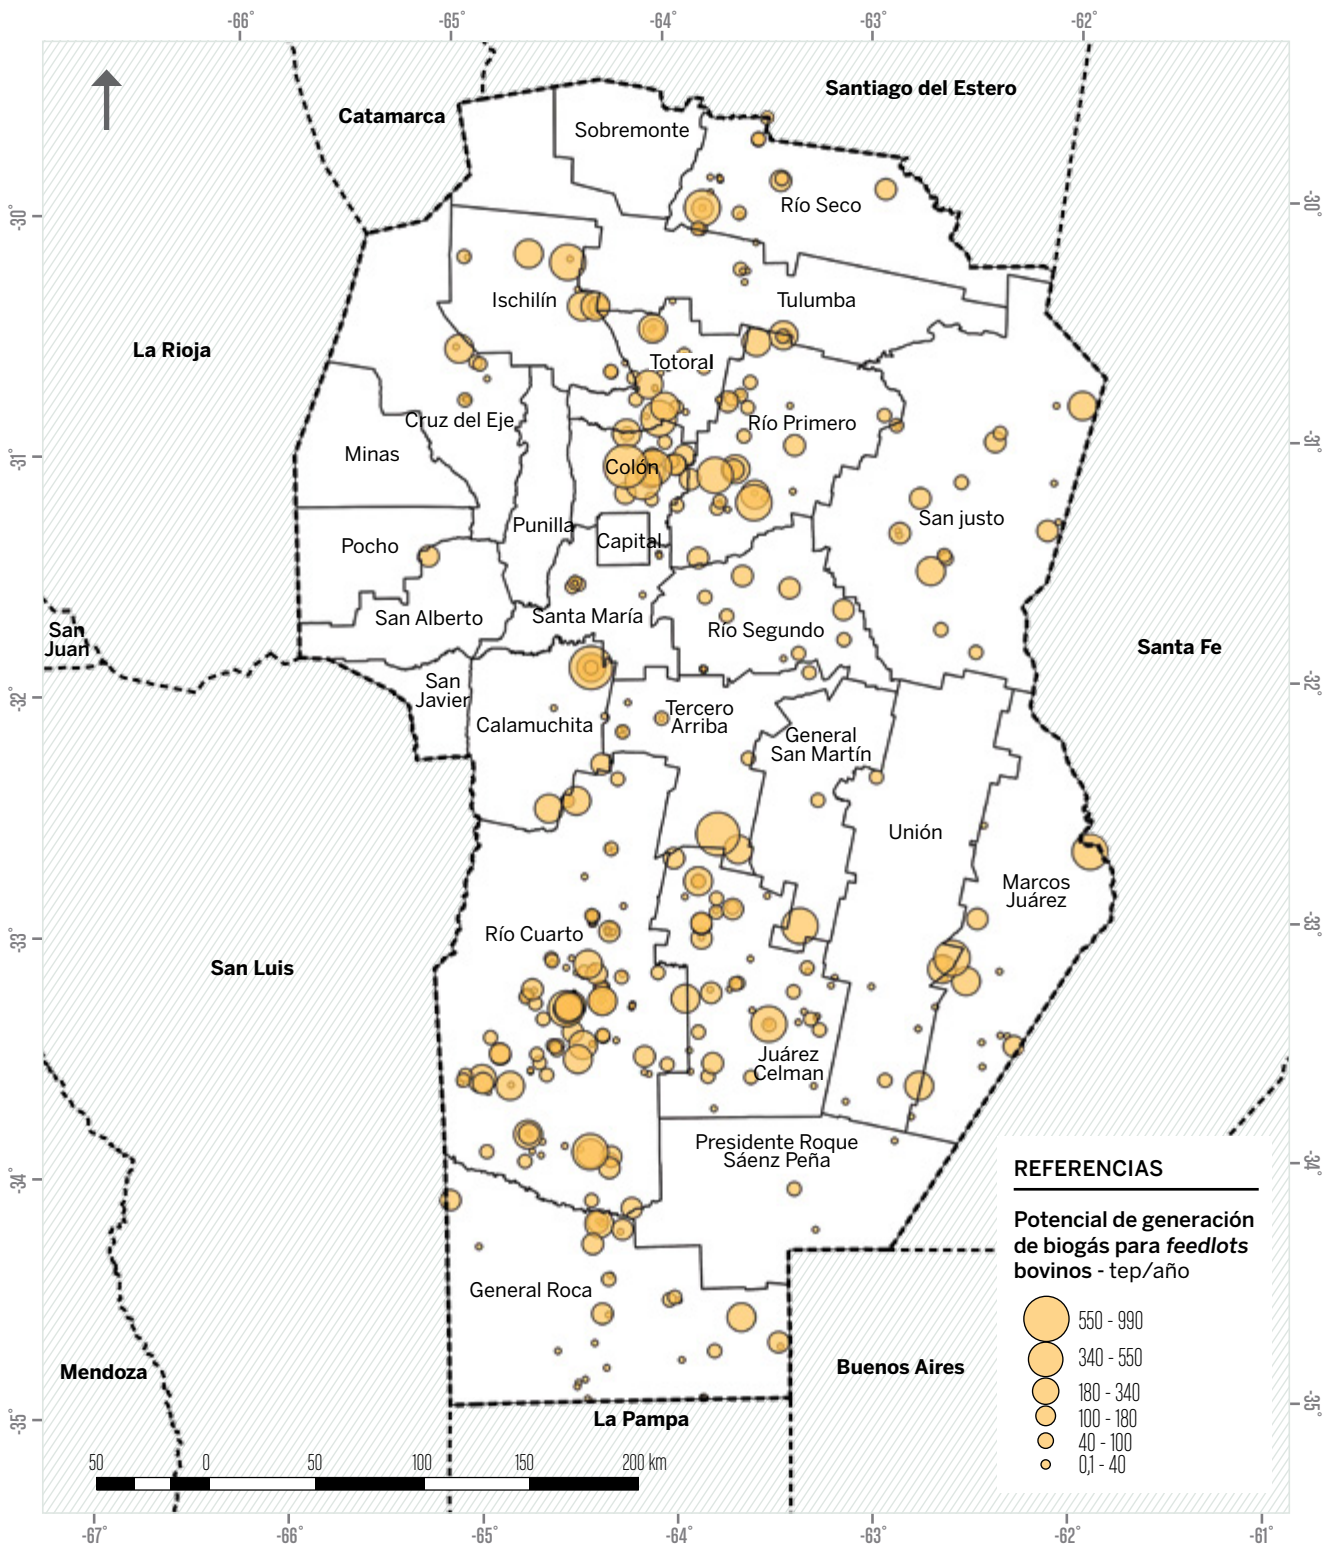 -66°
-65°
-64°
-63°
-62°
Santiago del Estero
Catamarca
Sobremonte
-30°
-30°
Río Seco
Ischilín
Tulumba
La Rioja
Totoral
Cruz del Eje
Río Primero
-31°
-31°
Minas
Colón
San justo
Punilla
Capital
Pocho
San Alberto
Santa María
Río Segundo
San
Juan
Santa Fe
-32°
-32°
San
Javier
Calamuchita
Tercero
Arriba
General
San Martín
Unión
Marcos
Juárez
-33°
-33°
Río Cuarto
San Luis
Juárez
Celman
Presidente Roque
Sáenz Peña
-34°
-34°
General Roca
Mendoza
Buenos Aires
La Pampa
-35°
-35°
REFERENCIAS
Potencial de generación
de biogás para feedlots
bovinos - tep/año
550 - 990
340 - 550
180 - 340
100 - 180
40 - 100
0,1 - 40
50 0 50 100 150 200 km
-67°
-66°
-65°
-64°
-63°
-62°
-61°